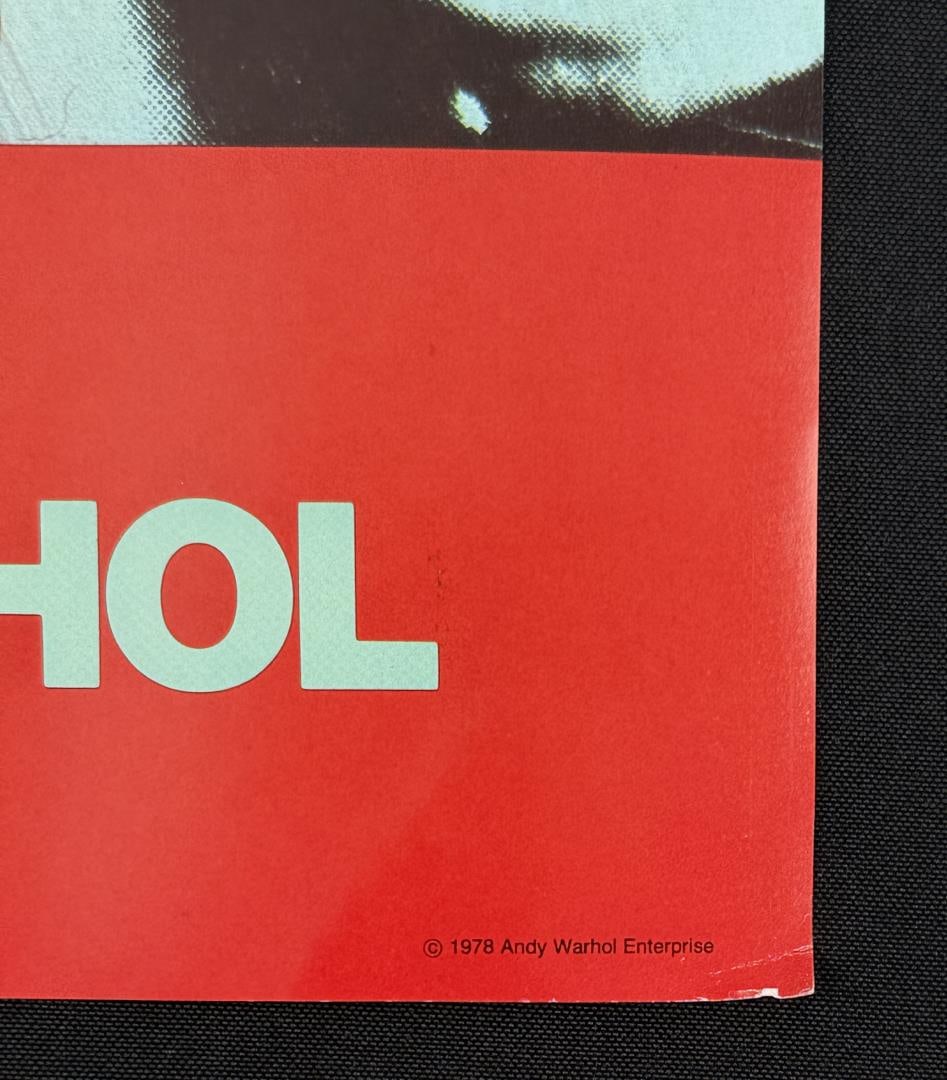 HOL
© 1978 Andy Warhol Enterprise